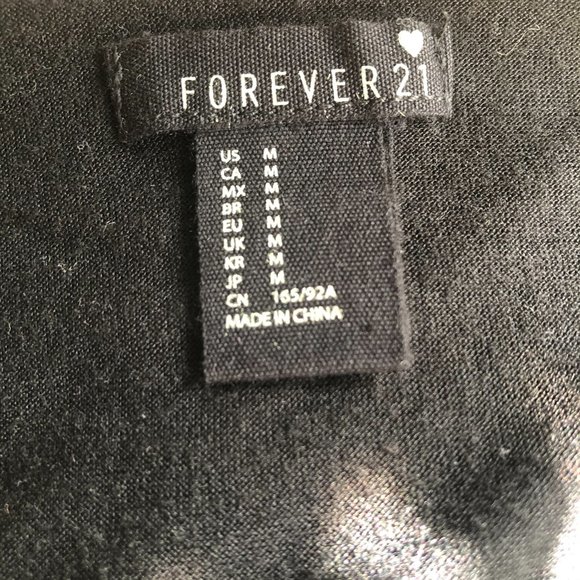 FOREVER 21
US M
CA M
MX M
BR M
EU M
UK M
KR M
JP M
CN 165/92A
MADE IN CHINA